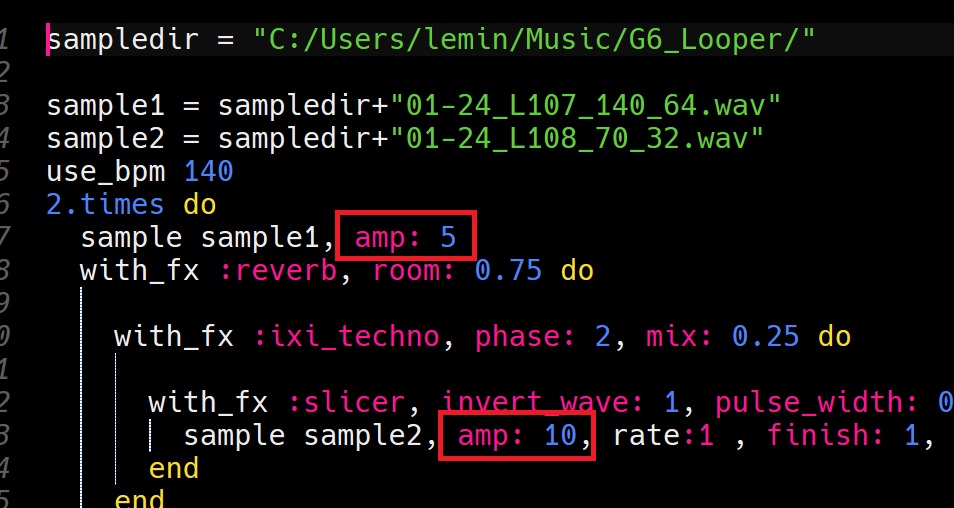 1 sampledir = "C:/Users/lemin/Music/G6_Looper/"
2
3 sample1 = sampledir+"01-24_L107_140_64.wav"
4 sample2 = sampledir+"01-24_L108_70_32.wav"
5 use_bpm 140
6 2.times do
7 sample sample1, amp: 5
8 with_fx :reverb, room: 0.75 do
9
0 with_fx :ixi_techno, phase: 2, mix: 0.25 do
1
2 with_fx :slicer, invert_wave: 1, pulse_width: 0
3 sample sample2, amp: 10, rate:1 , finish: 1,
4 end
5 end